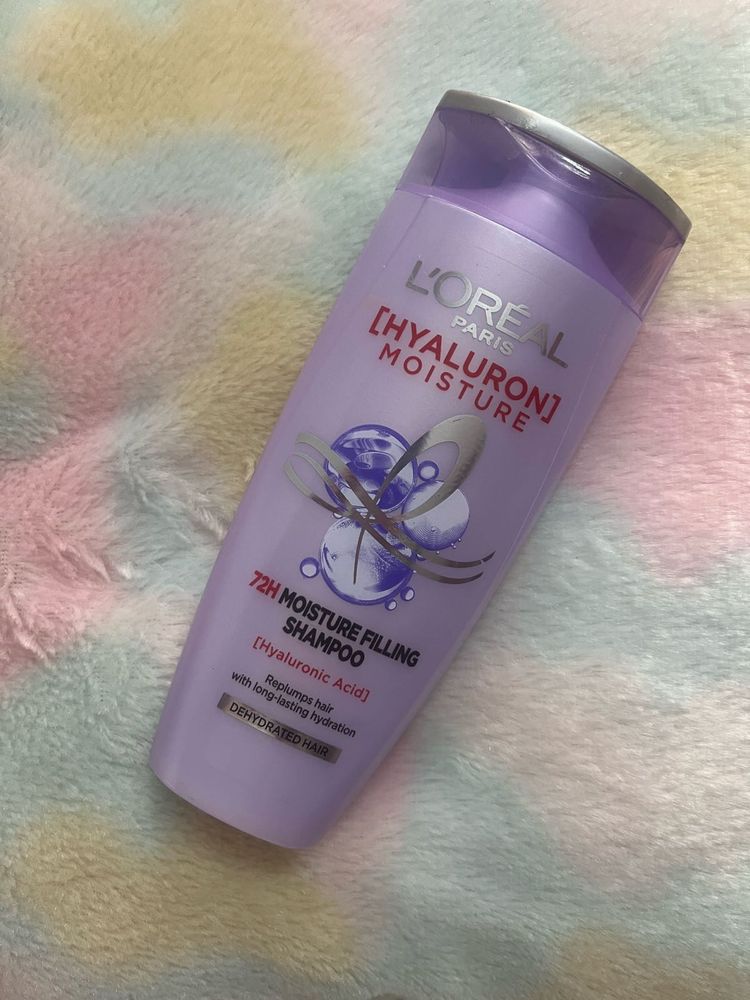 L'ORÉAL
PARIS
[HYALURON]
MOISTURE
72H MOISTURE FILLING
SHAMPOO
[Hyaluronic Acid]
Replumps hair
with long-lasting hydration
DEHYDRATED HAIR